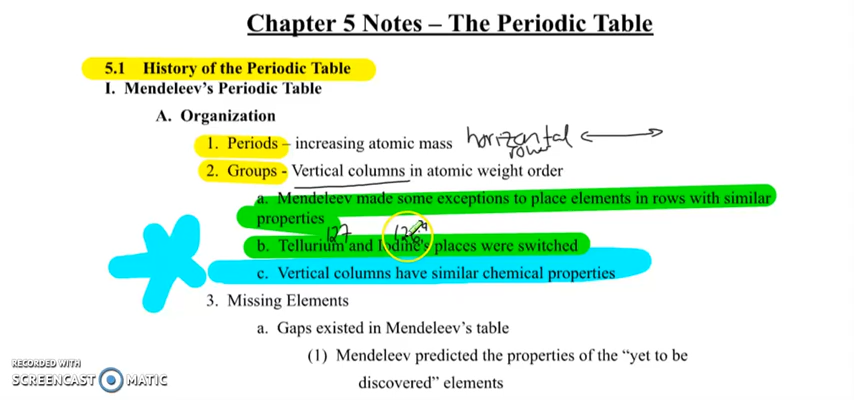 Chapter 5 Notes – The Periodic Table
5.1 History of the Periodic Table
I. Mendeleev's Periodic Table
A. Organization
1. Periods – increasing atomic mass horizontal
row
2. Groups - Vertical columns in atomic weight order
a. Mendeleev made some exceptions to place elements in rows with similar
properties
127
b. Tellurium and Iodine's places were switched
c. Vertical columns have similar chemical properties
3. Missing Elements
a. Gaps existed in Mendeleev's table
(1) Mendeleev predicted the properties of the "yet to be
discovered" elements
RECORDED WITH
SCREENCAST MATIC